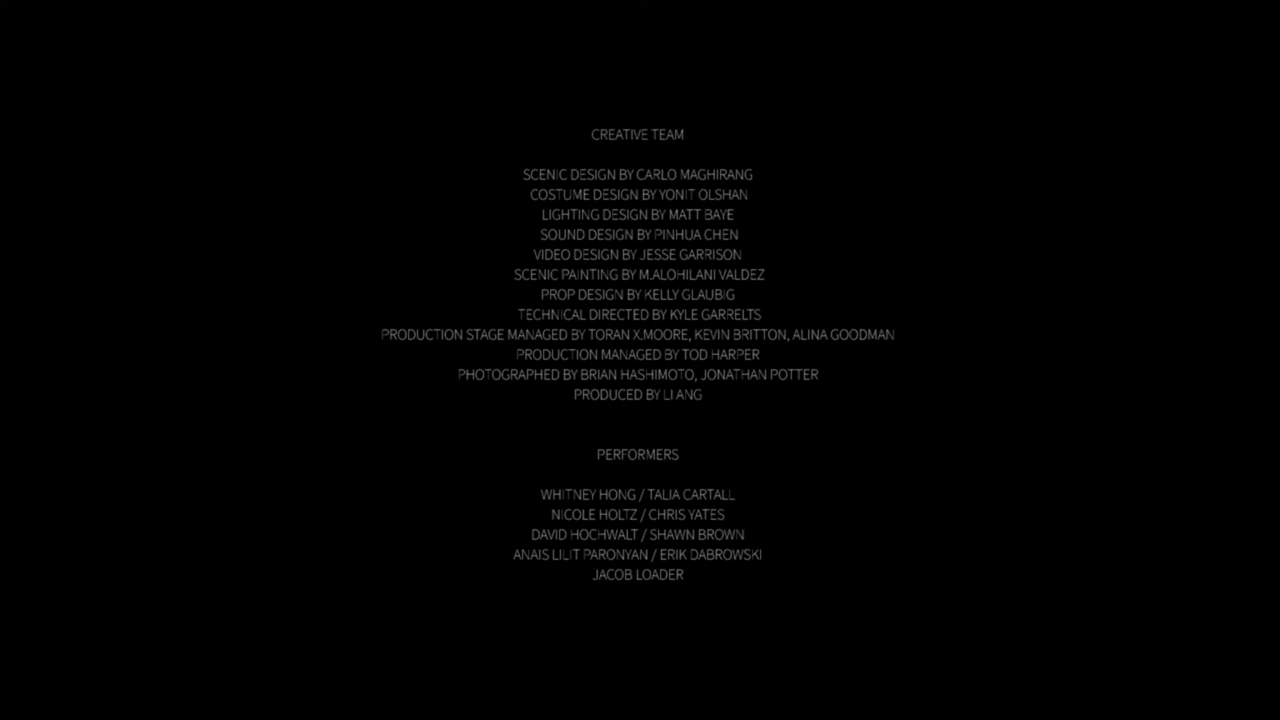 CREATIVE TEAM
SCENIC DESIGN BY CARLO MAGHIRANG
COSTUME DESIGN BY YONIT OLSHAN
LIGHTING DESIGN BY MATT BAYE
SOUND DESIGN BY PINHUA CHEN
VIDEO DESIGN BY JESSE GARRISON
SCENIC PAINTING BY M.ALOHILANI VALDEZ
PROP DESIGN BY KELLY GLAUBIG
TECHNICAL DIRECTED BY KYLE GARRELTS
PRODUCTION STAGE MANAGED BY TORAN X.MOORE, KEVIN BRITTON, ALINA GOODMAN
PRODUCTION MANAGED BY TOD HARPER
PHOTOGRAPHED BY BRIAN HASHIMOTO, JONATHAN POTTER
PRODUCED BY LI ANG
PERFORMERS
WHITNEY HONG / TALIA CARTALL
NICOLE HOLTZ / CHRIS YATES
DAVID HOCHWALT / SHAWN BROWN
ANAIS LILIT PARONYAN / ERIK DABROWSKI
JACOB LOADER